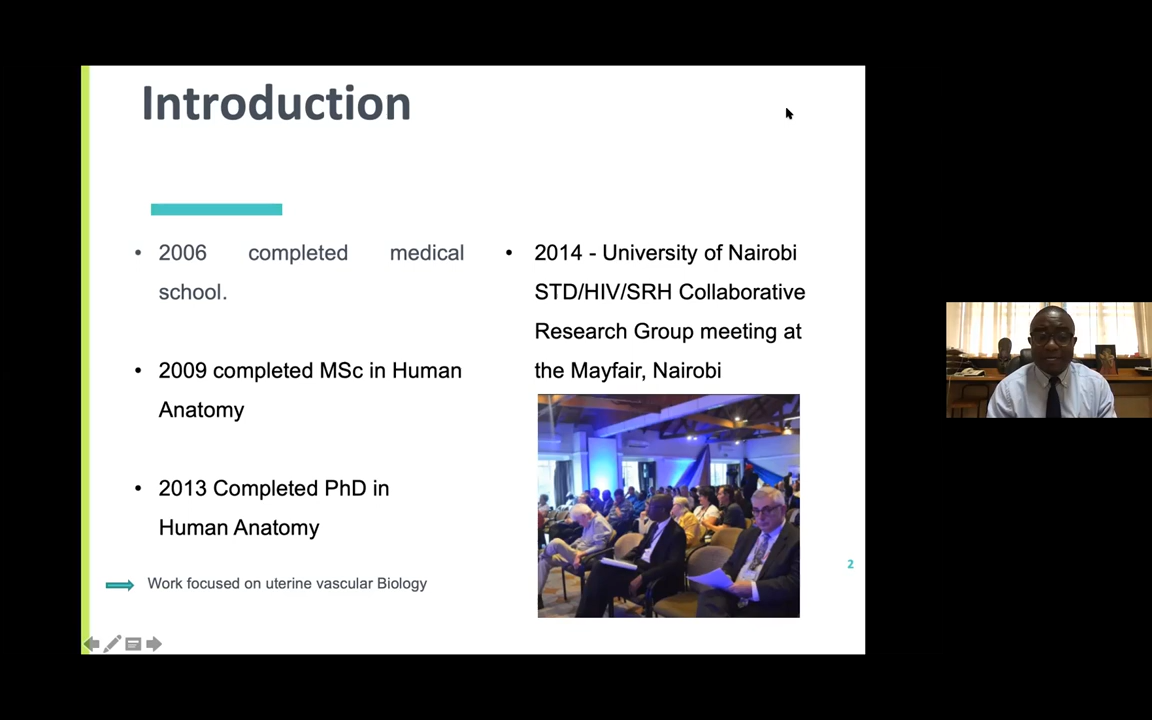 Introduction
2006 completed medical
school.
2009 completed MSc in Human
Anatomy
2013 Completed PhD in
Human Anatomy
Work focused on uterine vascular Biology
2014 - University of Nairobi
STD/HIV/SRH Collaborative
Research Group meeting at
the Mayfair, Nairobi
2